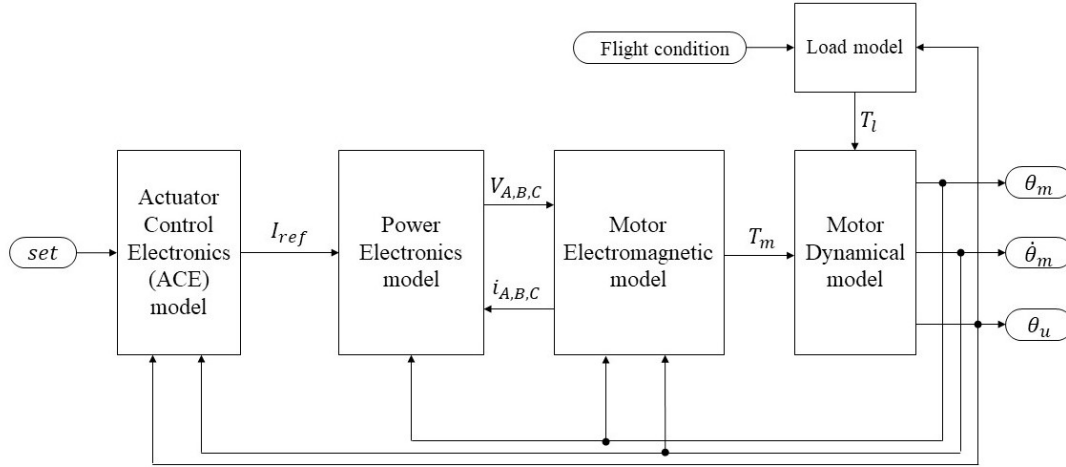 Flight condition
Load model
T_l
set
Actuator
Control
Electronics
(ACE)
model
I_ref
Power
Electronics
model
V_A,B,C
i_A,B,C
Motor
Electromagnetic
model
T_m
Motor
Dynamical
model
θ_m
θ̇_m
θ_u